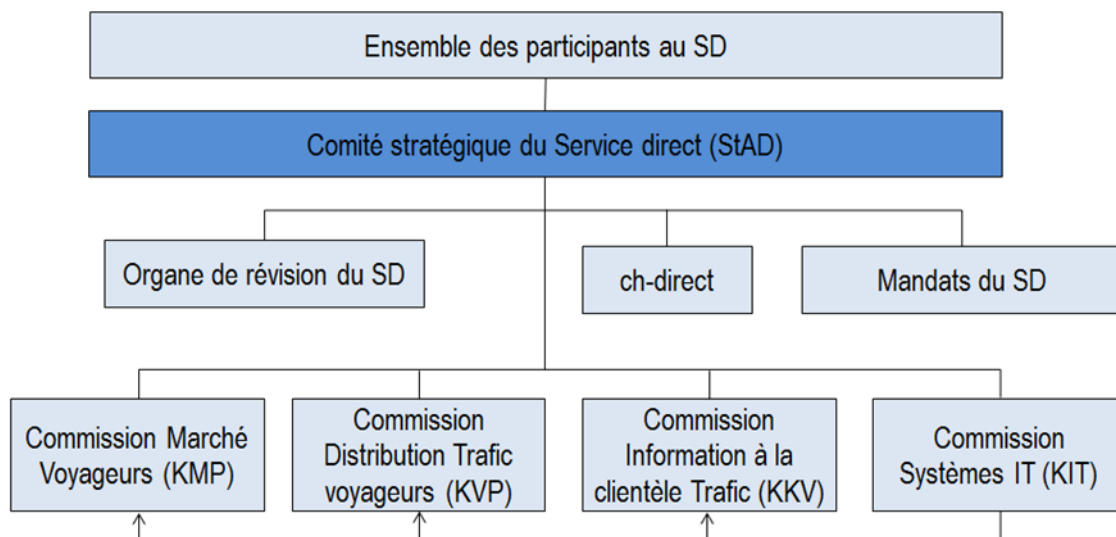 Ensemble des participants au SD
Comité stratégique du Service direct (StAD)
Organe de révision du SD
ch-direct
Mandats du SD
Commission Marché
Voyageurs (KMP)
Commission
Distribution Trafic
voyageurs (KVP)
Commission
Information à la
clientèle Trafic (KKV)
Commission
Systèmes IT (KIT)